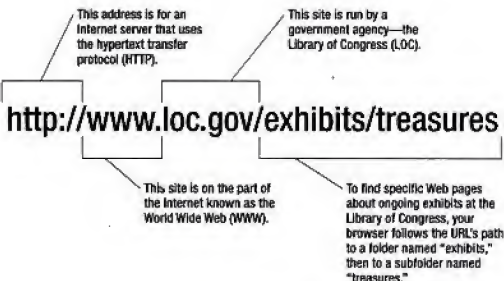 This address is for an
Internet server that uses
the hypertext transfer
protocol (HTTP).
This site is run by a
government agency—the
Library of Congress (LOC).
http://www.loc.gov/exhibits/treasures
This site is on the part of
the Internet known as the
World Wide Web (WWW).
To find specific Web pages
about ongoing exhibits at the
Library of Congress, your
browser follows the URL's path
to a folder named "exhibits,"
then to a subfolder named
"treasures."